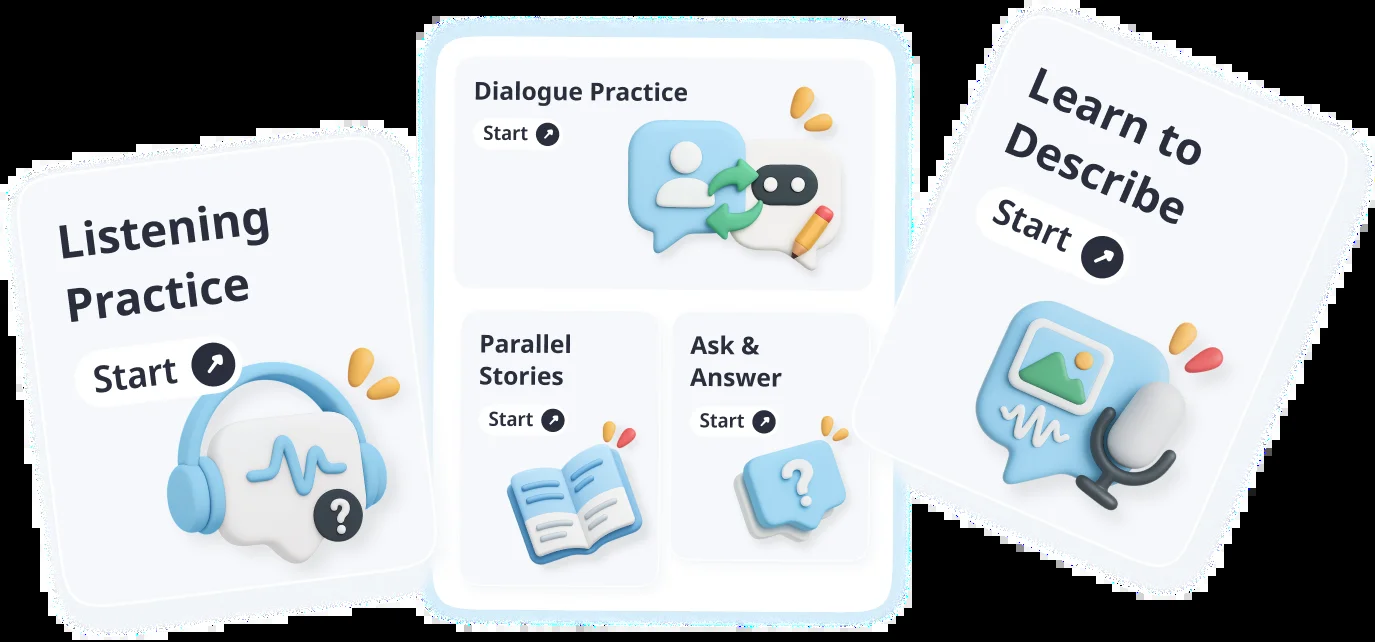 Listening
Practice
Start
?
Dialogue Practice
Start
Parallel
Stories
Start
Ask &
Answer
Start
?
Learn to
Describe
Start